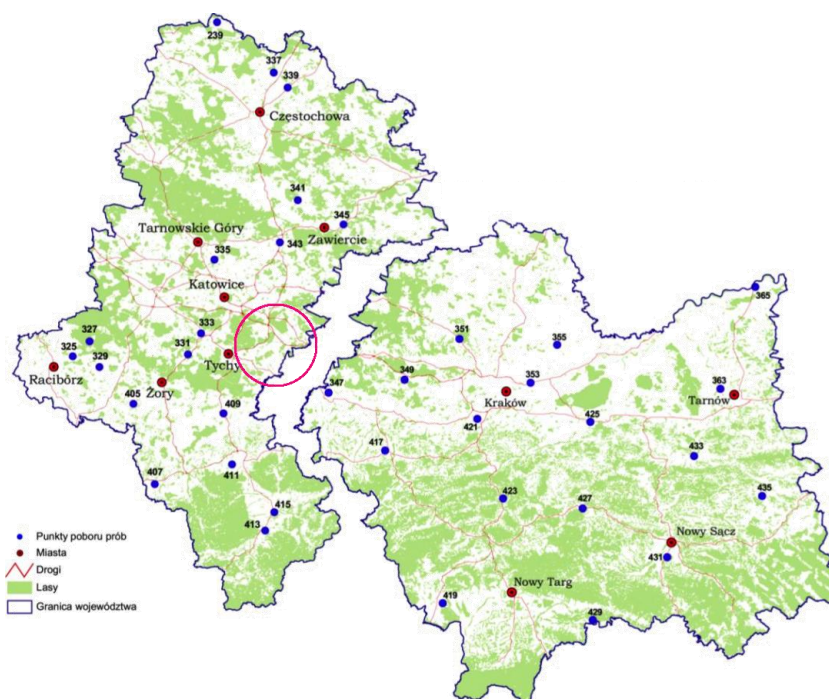 239
337
339
Częstochowa
341
345
Tarnowskie Góry
Zawiercie
343
335
Katowice
365
333
351
355
327
325
331
Tychy
329
349
353
363
347
Racibórz
Żory
Kraków
Tarnów
405
409
421
425
417
433
407
411
435
423
427
415
413
Nowy Sącz
431
Nowy Targ
419
429
Punkty poboru prób
Miasta
Drogi
Lasy
Granica województwa